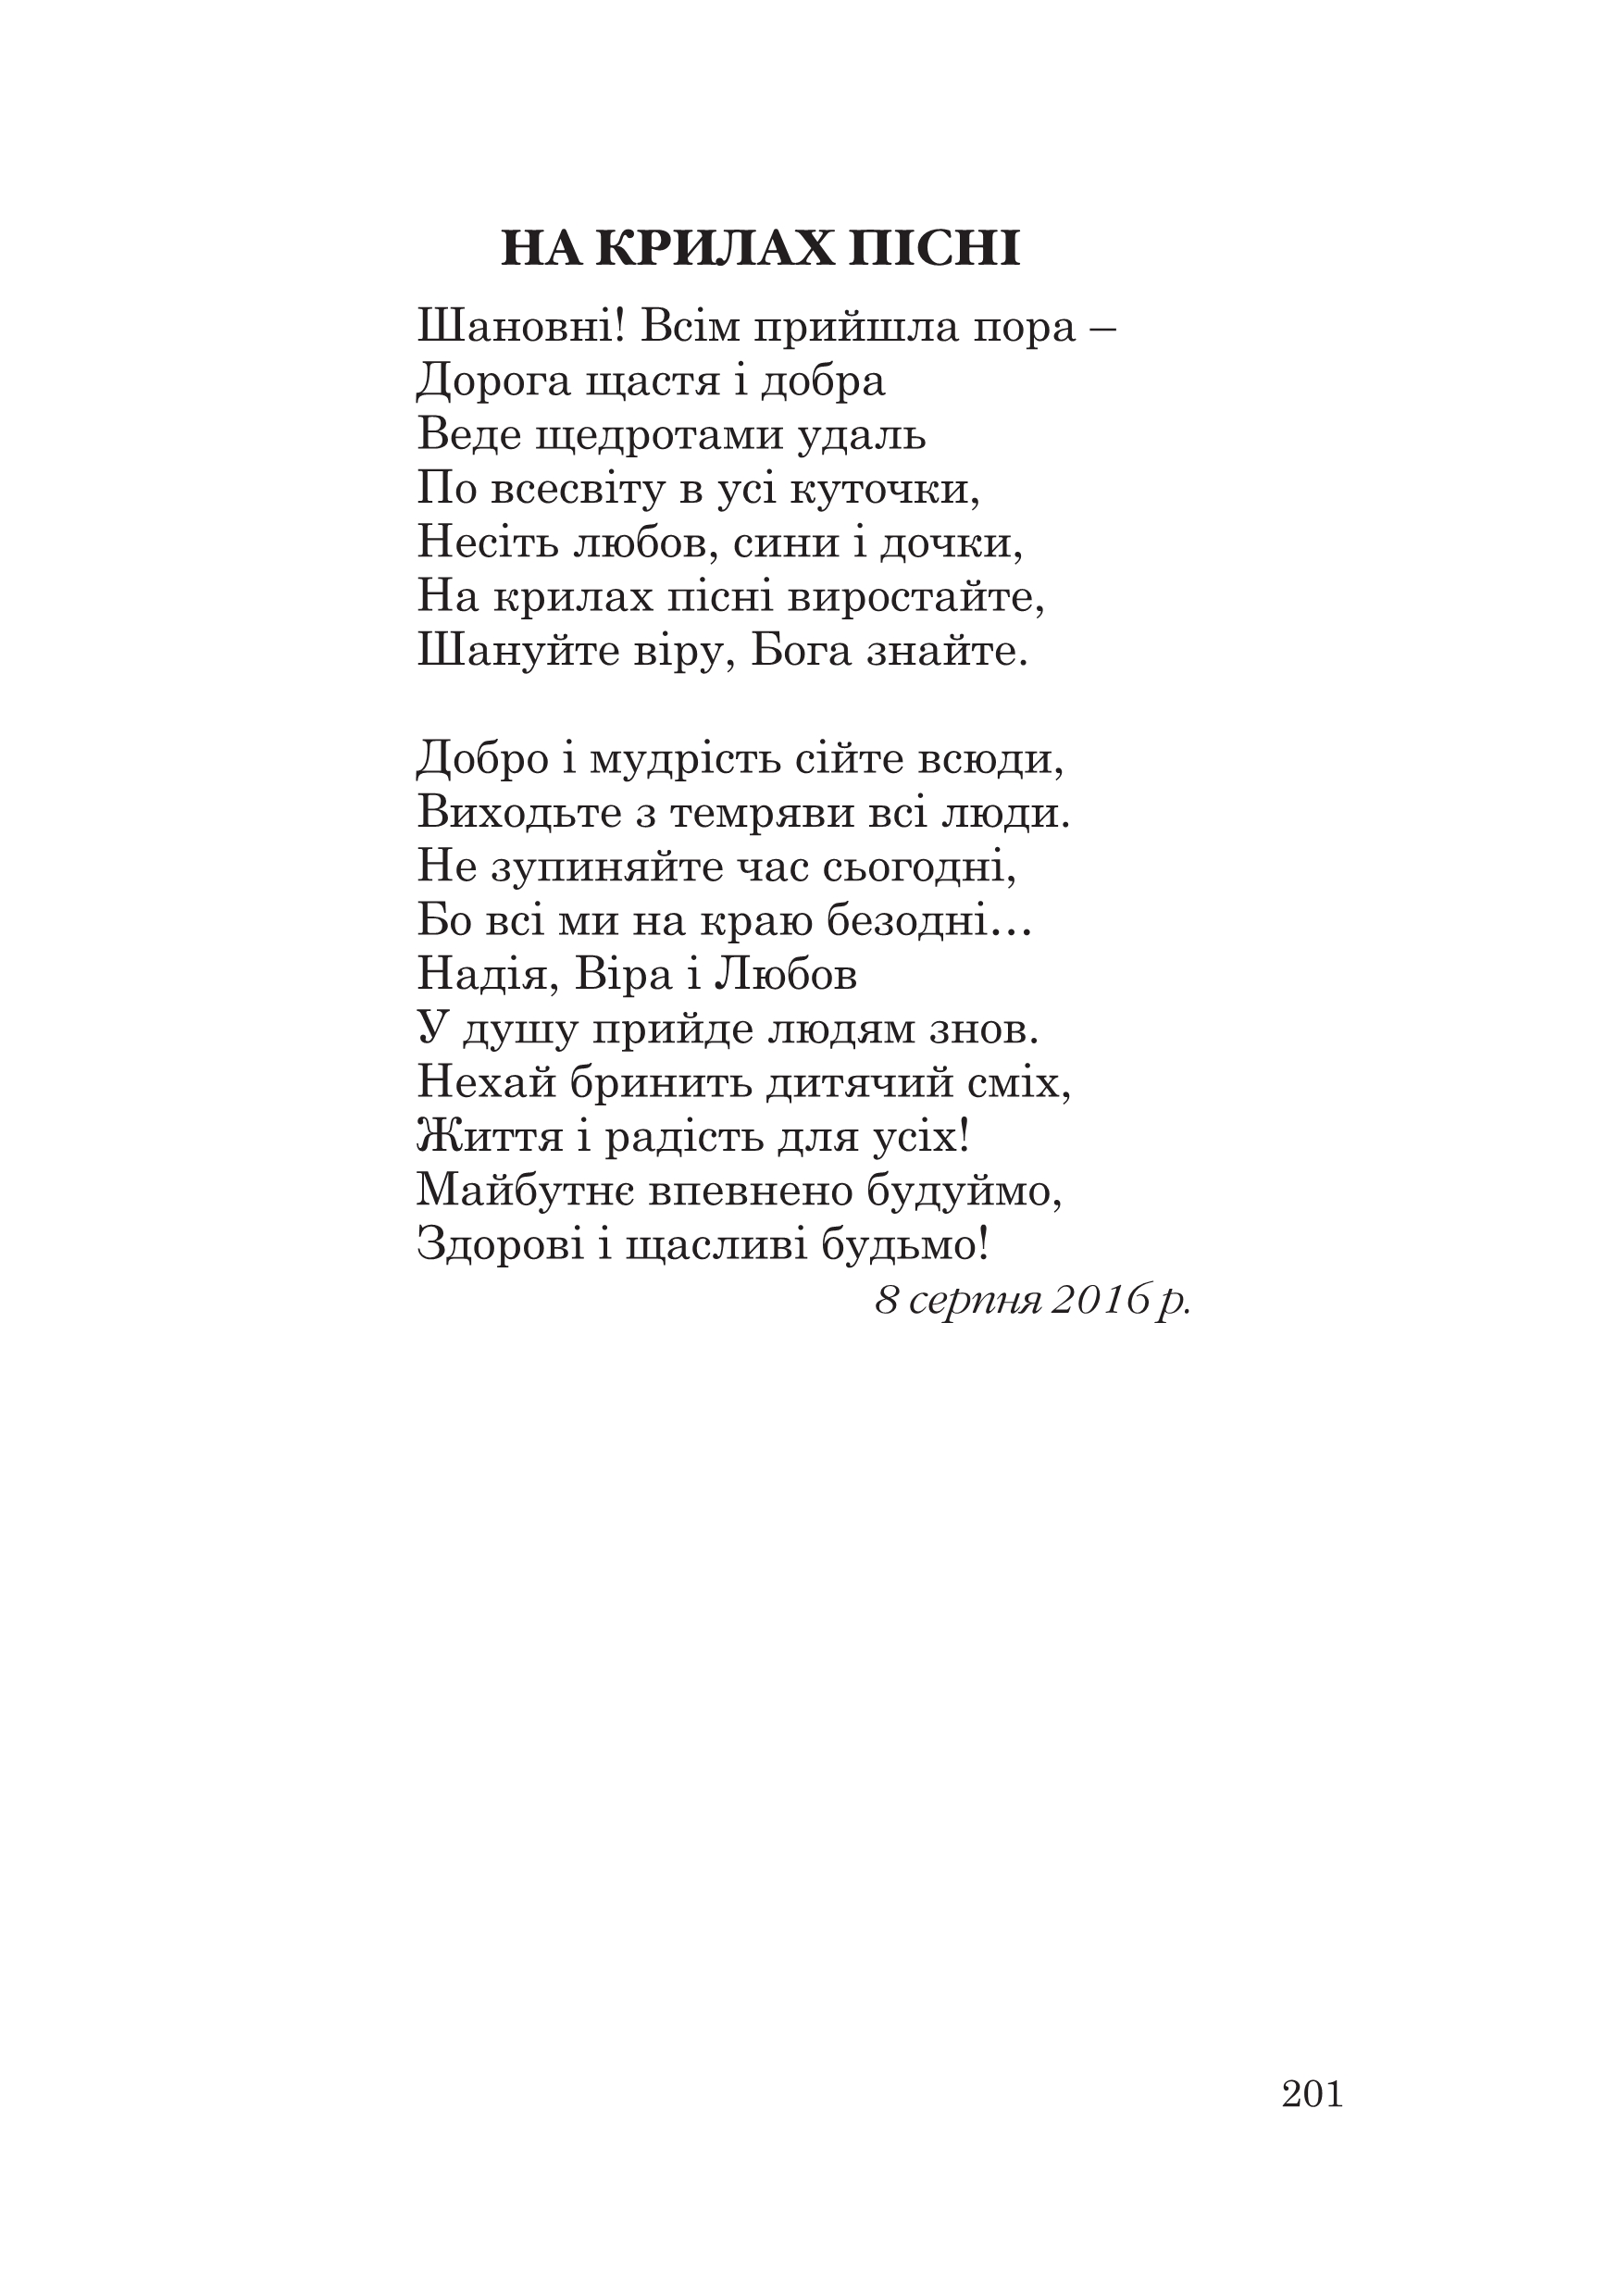 НА КРИЛАХ ПІСНІ
Шановні! Всім прийшла пора –
Дорога щастя і добра
Веде щедротами удаль
По всесвіту в усі куточки,
Несіть любов, сини і дочки,
На крилах пісні виростайте,
Шануйте віру, Бога знайте.

Добро і мудрість сійте всюди,
Виходьте з темряви всі люди.
Не зупиняйте час сьогодні,
Бо всі ми на краю безодні...
Надія, Віра і Любов
У душу прийде людям знов.
Нехай бринить дитячий сміх,
Життя і радість для усіх!
Майбутнє впевнено будуймо,
Здорові і щасливі будьмо!
8 серпня 2016 р.
201